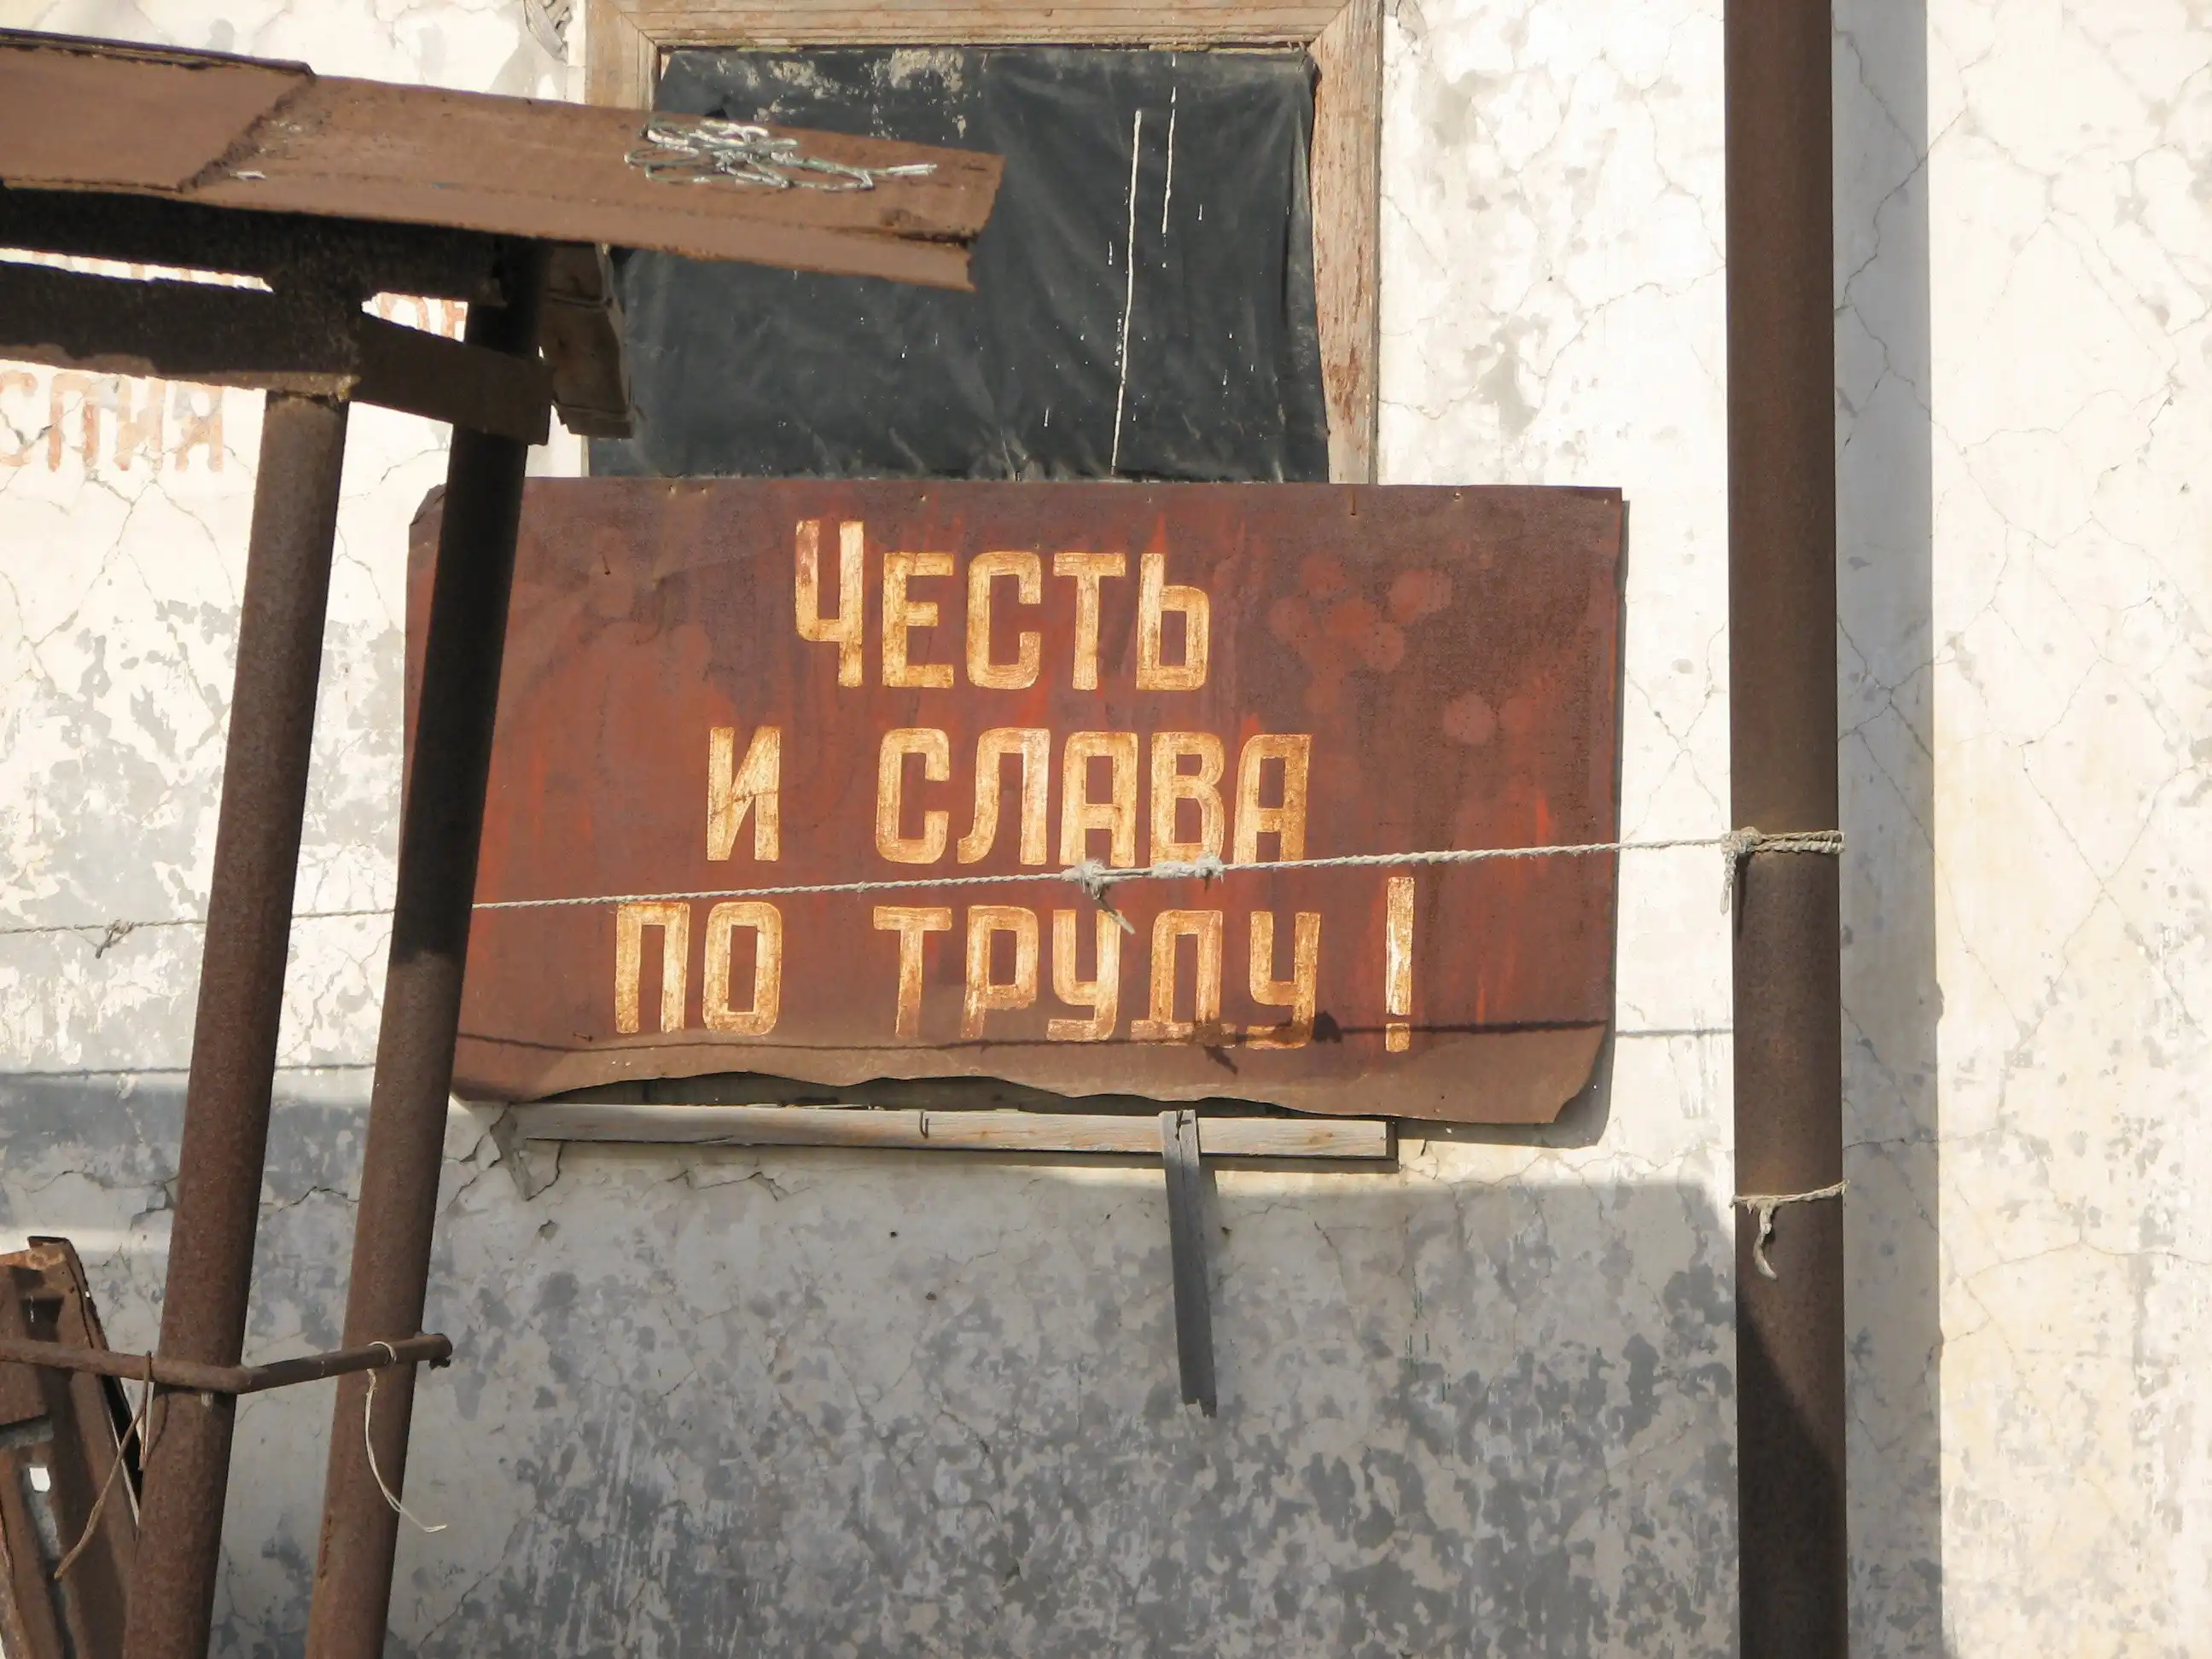 Честь
и слава
по труду!